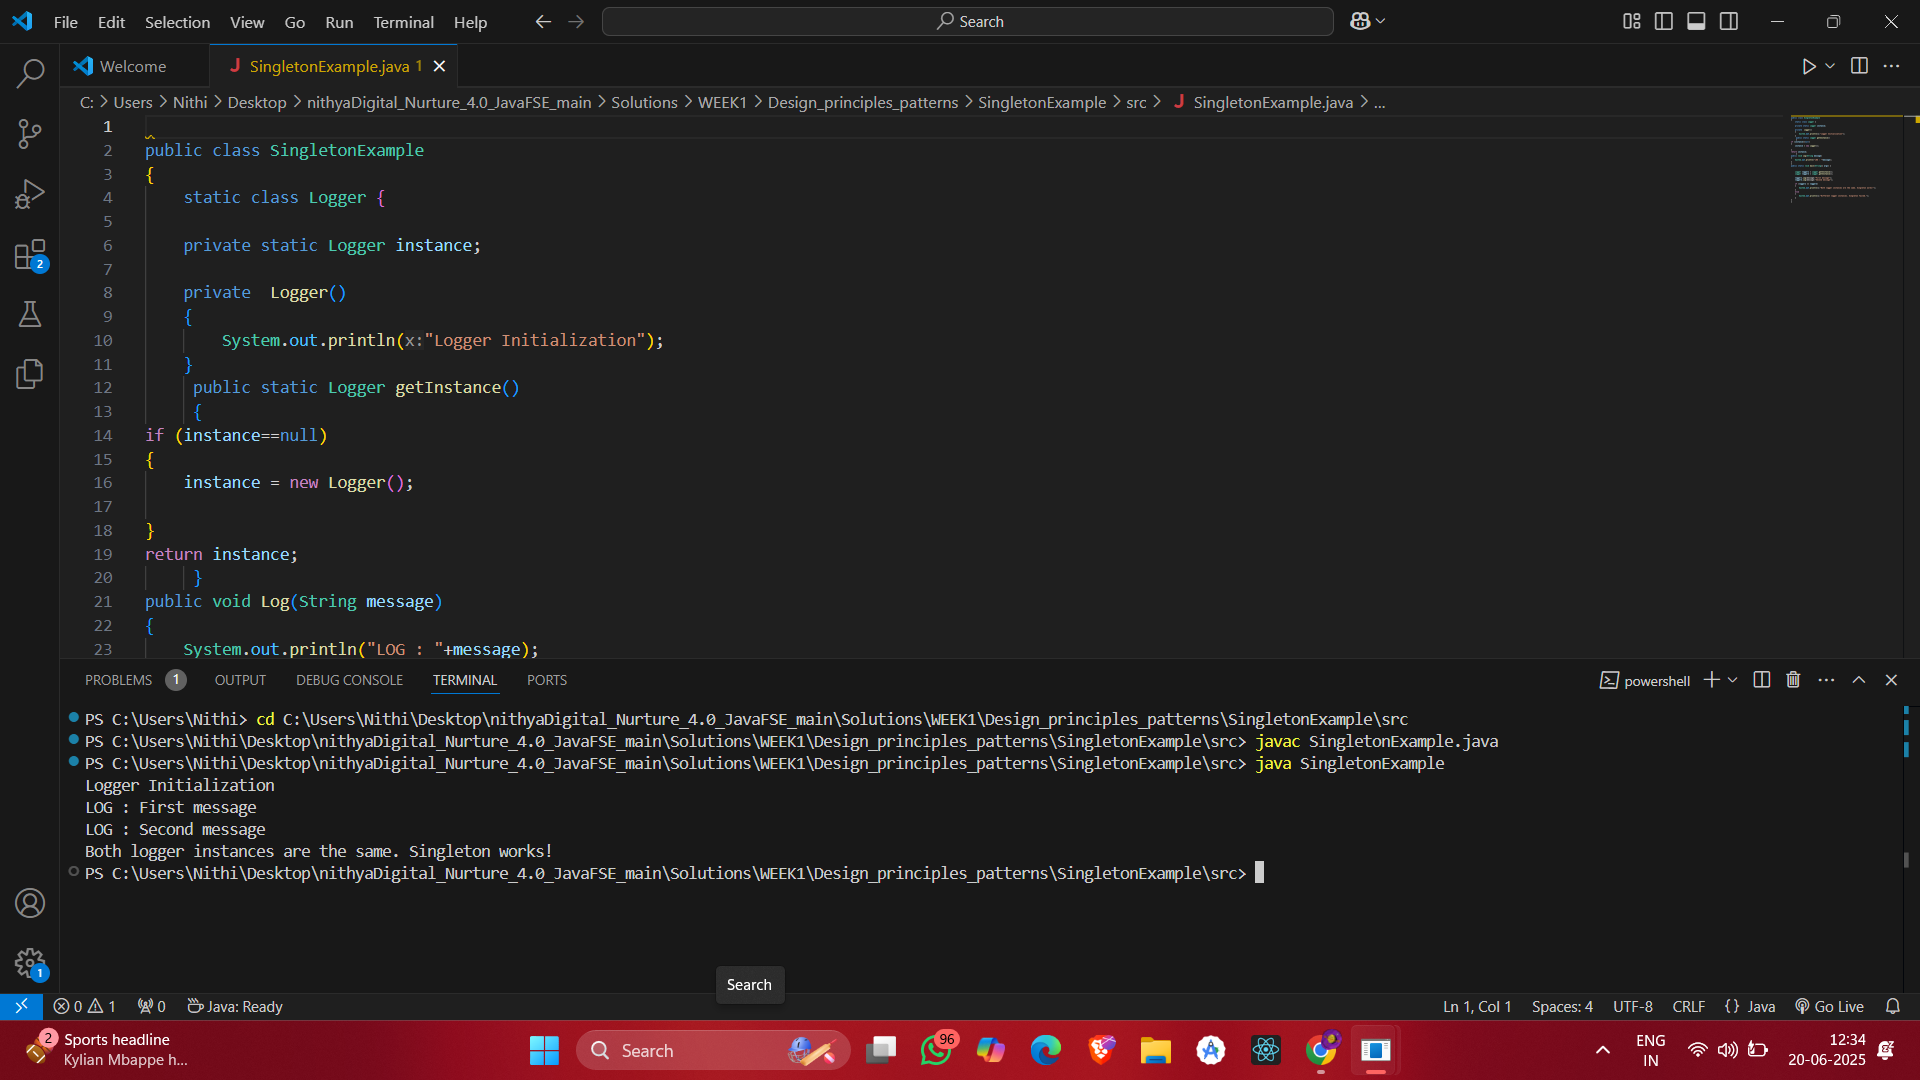 File Edit Selection View Go Run Terminal Help
Search
Welcome
J SingletonExample.java 1
C: > Users > Nithi > Desktop > nithyaDigital_Nurture_4.0_JavaFSE_main > Solutions > WEEK1 > Design_principles_patterns > SingletonExample > src > J SingletonExample.java > ...
1
2 public class SingletonExample
3 {
4 static class Logger {
5
6 private static Logger instance;
7
8 private  Logger()
9 {
10 System.out.println(x:"Logger Initialization");
11 }
12 public static Logger getInstance()
13 {
14 if (instance==null)
15 {
16 instance = new Logger();
17
18 }
19 return instance;
20 }
21 public void Log(String message)
22 {
23 System.out.println("LOG : "+message);
PROBLEMS 1 OUTPUT DEBUG CONSOLE TERMINAL PORTS
powershell
PS C:\Users\Nithi> cd C:\Users\Nithi\Desktop\nithyaDigital_Nurture_4.0_JavaFSE_main\Solutions\WEEK1\Design_principles_patterns\SingletonExample\src
PS C:\Users\Nithi\Desktop\nithyaDigital_Nurture_4.0_JavaFSE_main\Solutions\WEEK1\Design_principles_patterns\SingletonExample\src> javac SingletonExample.java
PS C:\Users\Nithi\Desktop\nithyaDigital_Nurture_4.0_JavaFSE_main\Solutions\WEEK1\Design_principles_patterns\SingletonExample\src> java SingletonExample
Logger Initialization
LOG : First message
LOG : Second message
Both logger instances are the same. Singleton works!
PS C:\Users\Nithi\Desktop\nithyaDigital_Nurture_4.0_JavaFSE_main\Solutions\WEEK1\Design_principles_patterns\SingletonExample\src>
2
1
Search
0 1 0 Java: Ready
Ln 1, Col 1 Spaces: 4 UTF-8 CRLF {} Java Go Live
2
Sports headline
Kylian Mbappe h...
Search
96
ENG
IN
12:34
20-06-2025